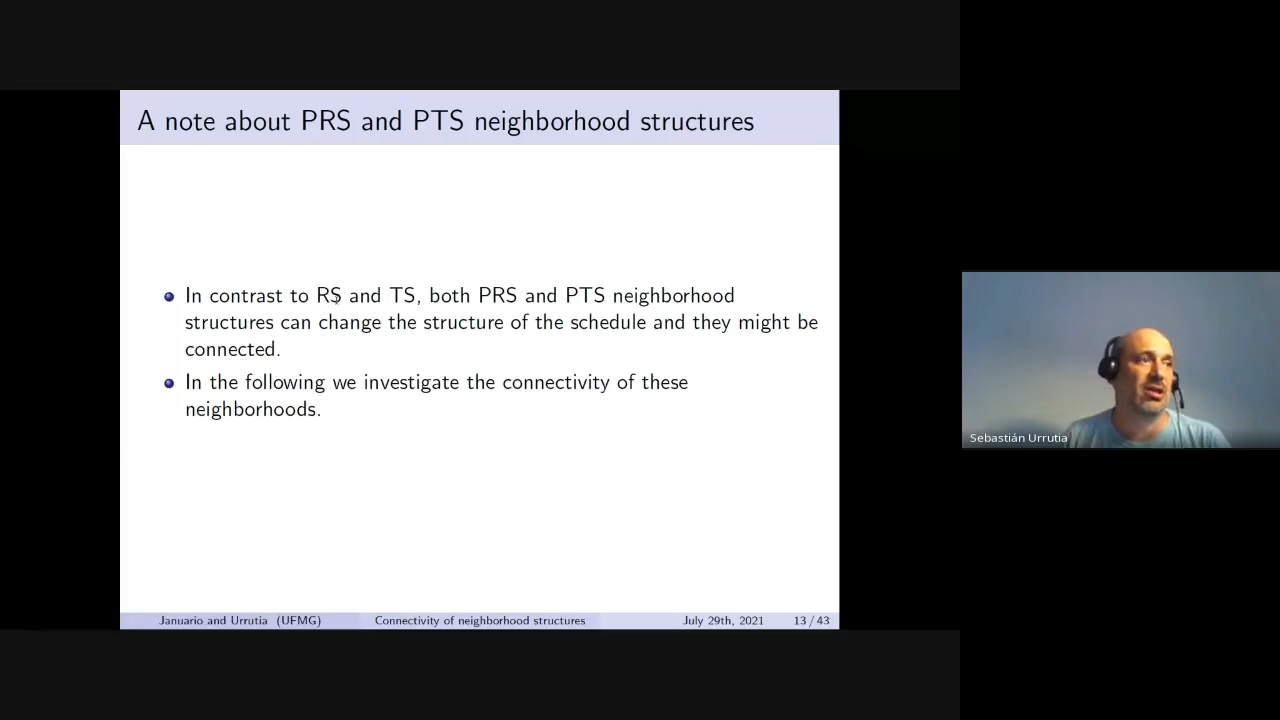 A note about PRS and PTS neighborhood structures
In contrast to RS and TS, both PRS and PTS neighborhood
structures can change the structure of the schedule and they might be
connected.
In the following we investigate the connectivity of these
neighborhoods.
Sebastián Urrutia
Januario and Urrutia (UFMG) Connectivity of neighborhood structures July 29th, 2021 13 / 43